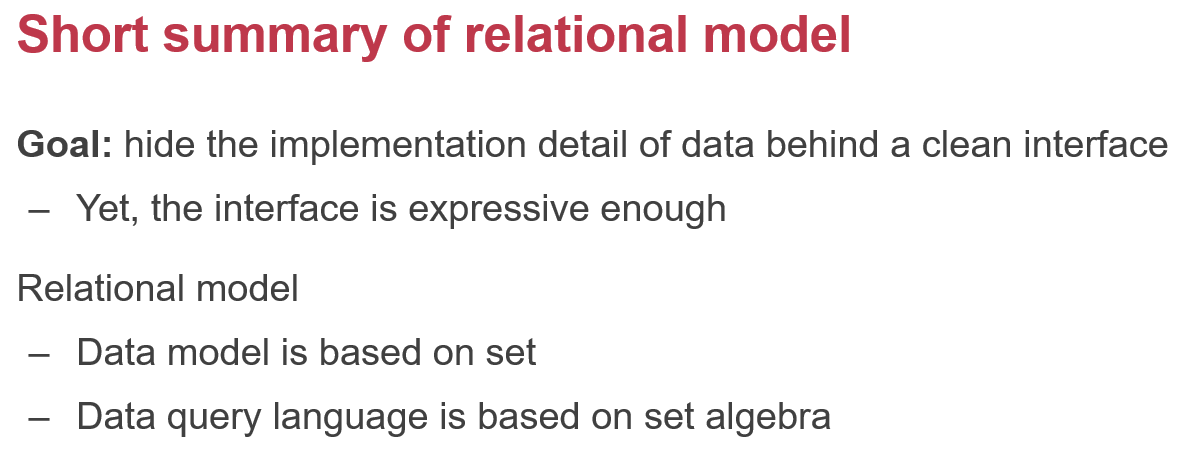 Short summary of relational model
Goal: hide the implementation detail of data behind a clean interface
– Yet, the interface is expressive enough
Relational model
– Data model is based on set
– Data query language is based on set algebra